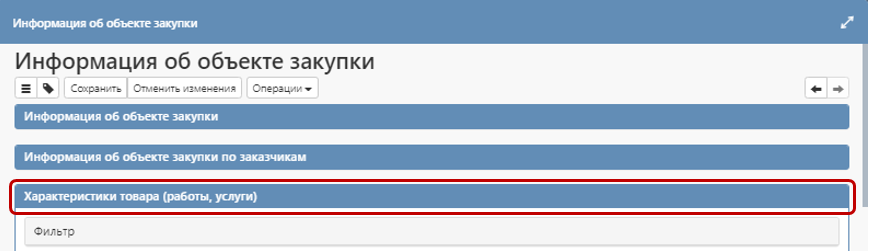 Информация об объекте закупки
Информация об объекте закупки
Сохранить Отменить изменения Операции
Информация об объекте закупки
Информация об объекте закупки по заказчикам
Характеристики товара (работы, услуги)
Фильтр